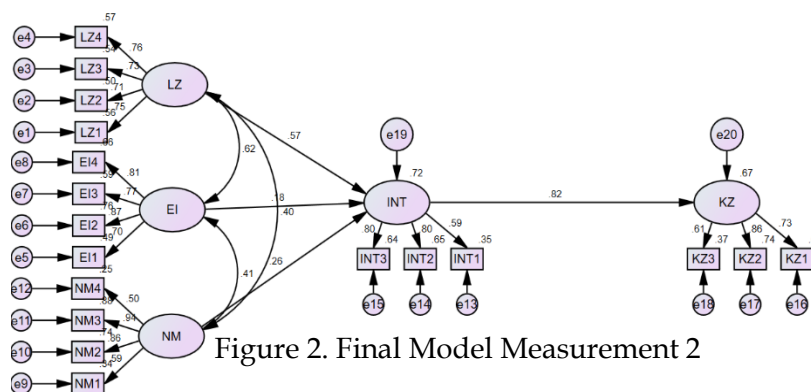 .57
e4 LZ4 .76
.54
e3 LZ3 .73
LZ
.50
e2 LZ2 .71
.75
.56
e1 LZ1
.57
e19
e20
.66
.62
e8 EI4 .81
.72
.67
.59
e7 EI3 .77
.18
.82
EI
INT
KZ
.76
e6 EI2 .87
.40
.70
.80
.80
.59
.61
.86
.73
.49
.64
.65
.35
.37
.74
e5 EI1
.26
INT3
INT2
INT1
KZ3
KZ2
KZ1
.25
.41
e12 NM4 .50
e15
e14
e13
e18
e17
e16
.88
e11 NM3 .94
NM
.74
e10 NM2 .86
.59
.34
e9 NM1
Figure 2. Final Model Measurement 2